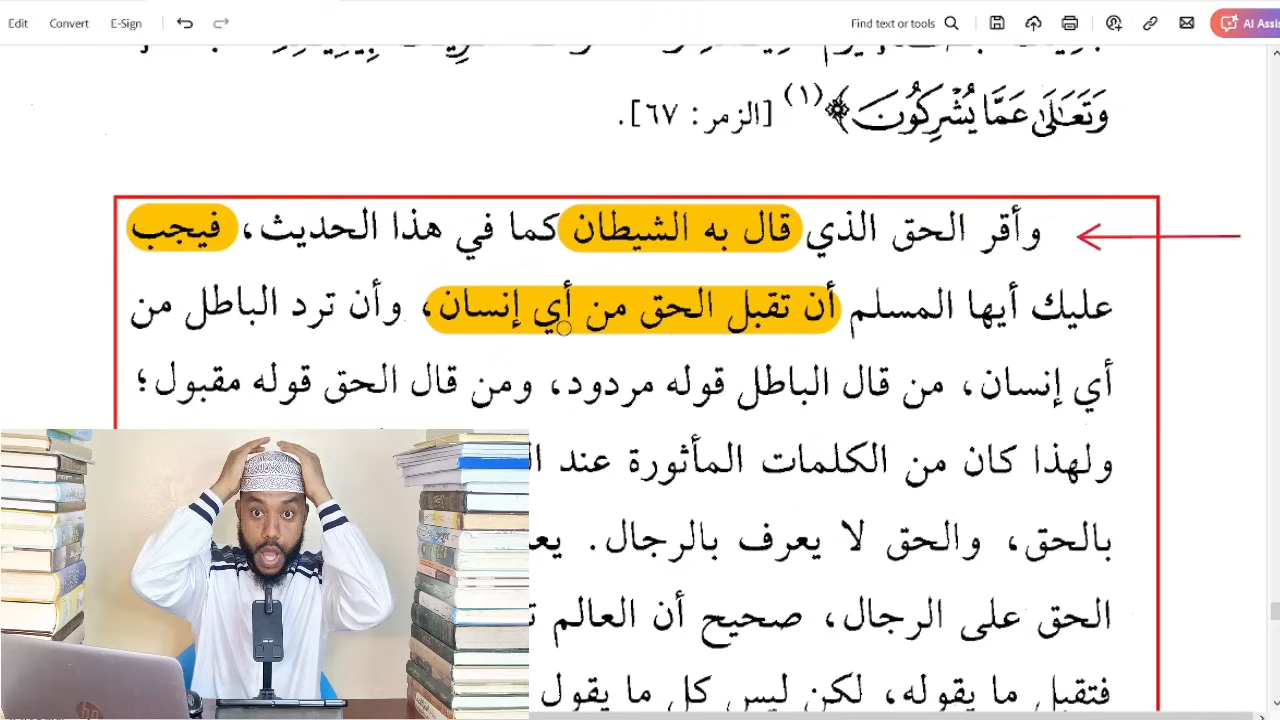 Edit Convert E-Sign Find text or tools AI Assis
وَتَعَالَى عَمَّا يُشْرِكُونَ﴾(١) [الزمر: ٦٧].
وأقر الحق الذي قال به الشيطان كما في هذا الحديث، فيجب
عليك أيها المسلم أن تقبل الحق من أي إنسان، وأن ترد الباطل من
أي إنسان، من قال الباطل قوله مردود، ومن قال الحق قوله مقبول؛
ولهذا كان من الكلمات المأثورة عند
بالحق، والحق لا يعرف بالرجال.
الحق على الرجال، صحيح أن العالم
فتقبل ما يقوله، لكن ليس كل ما يقول
hp